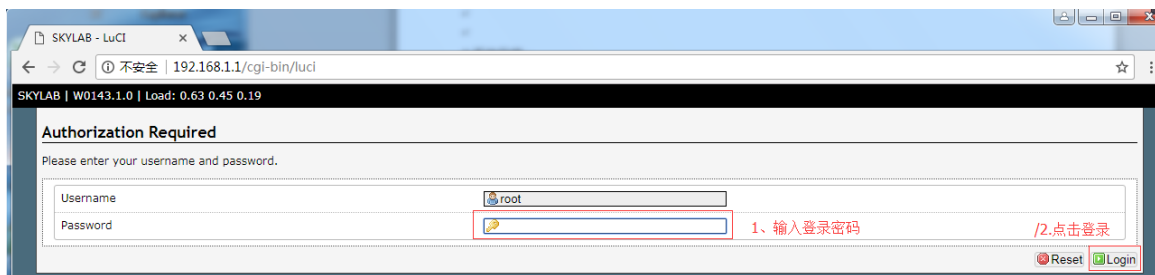 SKYLAB - LuCI
不安全 | 192.168.1.1/cgi-bin/luci
SKYLAB | W0143.1.0 | Load: 0.63 0.45 0.19
Authorization Required
Please enter your username and password.
Username root
Password 1、输入登录密码 /2.点击登录
Reset Login